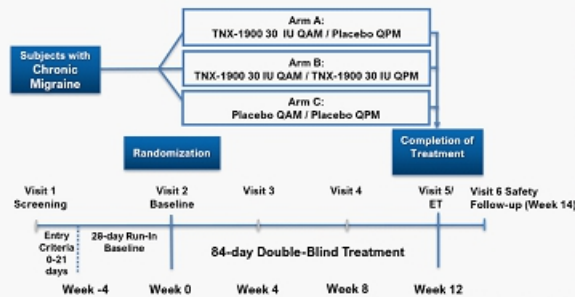 Arm A:
TNX-1900 30 IU QAM / Placebo QPM
Subjects with
Chronic
Migraine
Arm B:
TNX-1900 30 IU QAM / TNX-1900 30 IU QPM
Arm C:
Placebo QAM / Placebo QPM
Randomization
Completion of
Treatment
Visit 1
Screening
Visit 2
Baseline
Visit 3
Visit 4
Visit 5/
ET
Visit 6 Safety
Follow-up (Week 14)
Entry
Criteria
0-21
days
28-day Run-In
Baseline
84-day Double-Blind Treatment
Week -4
Week 0
Week 4
Week 8
Week 12